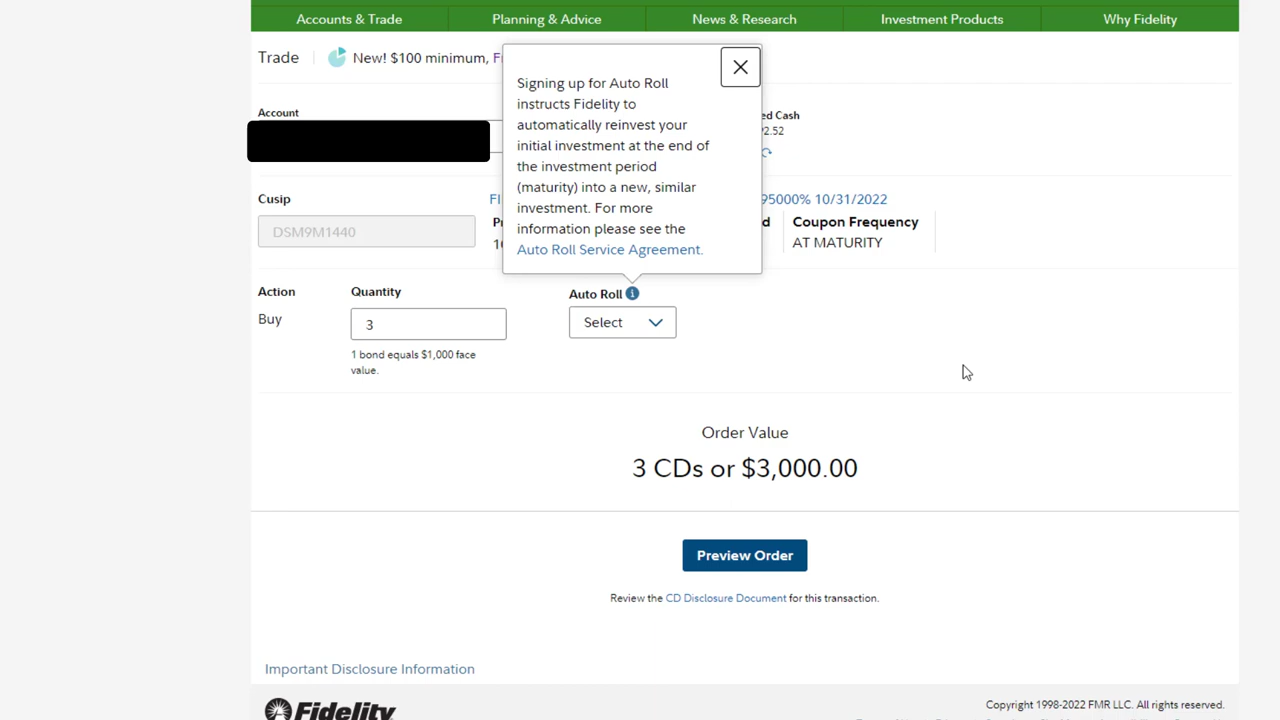 Accounts & Trade Planning & Advice News & Research Investment Products Why Fidelity
Trade New! $100 minimum,
Signing up for Auto Roll
instructs Fidelity to
automatically reinvest your
initial investment at the end of
the investment period
(maturity) into a new, similar
investment. For more
information please see the
Auto Roll Service Agreement.
Account
Cash
2.52
Cusip
95000% 10/31/2022
DSM9M1440
Coupon Frequency
AT MATURITY
Action Quantity Auto Roll
Buy 3 Select
1 bond equals $1,000 face
value.
Order Value
3 CDs or $3,000.00
Preview Order
Review the CD Disclosure Document for this transaction.
Important Disclosure Information
Fidelity
Copyright 1998-2022 FMR LLC. All rights reserved.